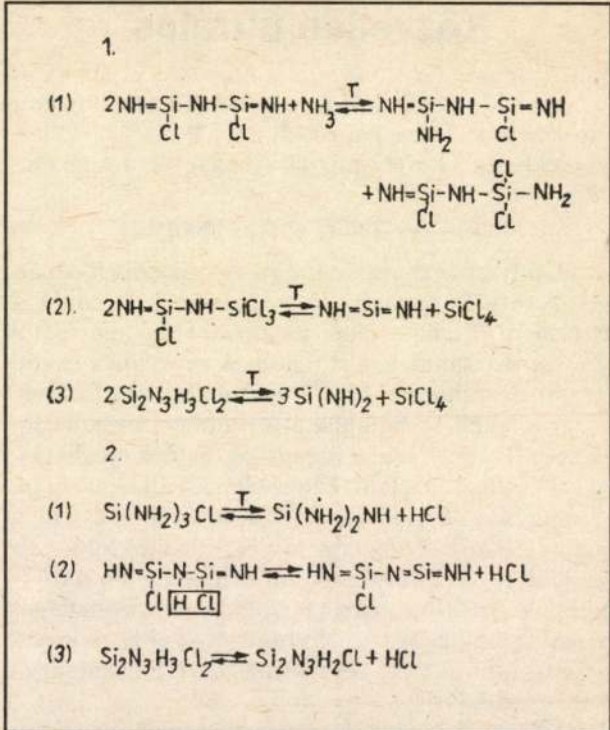 1.
(1) 2NH=Si-NH-Si=NH+NH3 ⇌ NH=Si-NH-Si=NH
T
Cl Cl NH2 Cl
Cl
+ NH=Si-NH-Si-NH2
Cl Cl
(2). 2NH=Si-NH-SiCl3 ⇌ NH=Si=NH+SiCl4
T
Cl
(3) 2Si2N3H3Cl2 ⇌ 3Si(NH)2+SiCl4
T
2.
(1) Si(NH2)3Cl ⇌ Si(NH2)2NH+HCl
T
(2) HN=Si-N-Si=NH ⇌ HN=Si-N=Si=NH+HCl
Cl H Cl Cl
(3) Si2N3H3Cl2 ⇌ Si2N3H2Cl+HCl